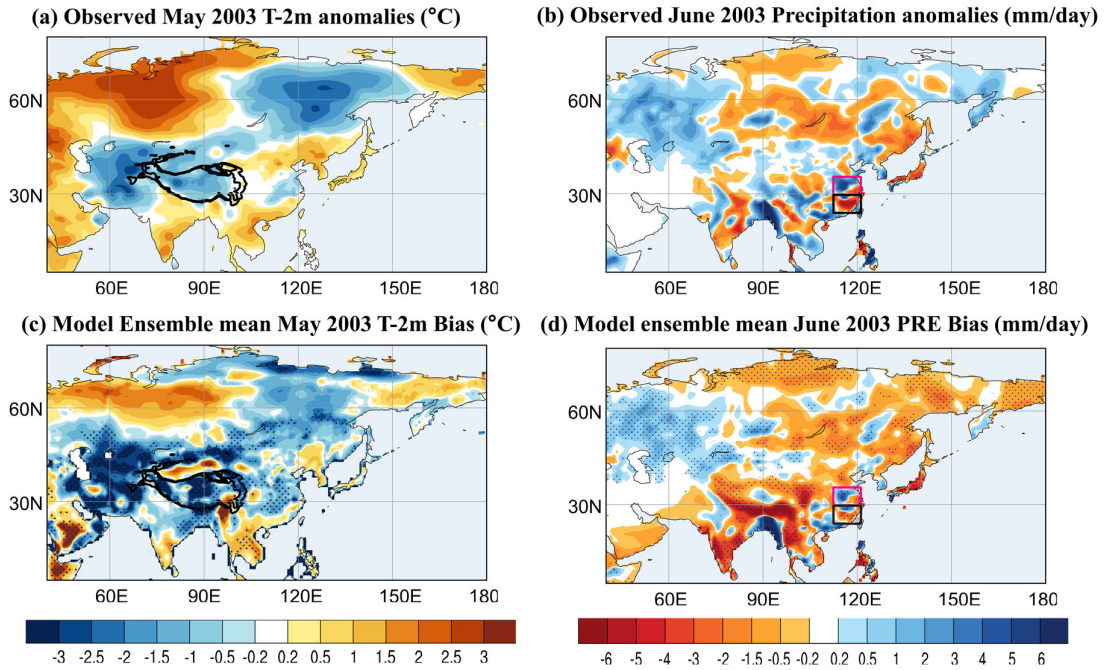 (a) Observed May 2003 T-2m anomalies (°C)
(b) Observed June 2003 Precipitation anomalies (mm/day)
60N
30N
30E
60E
90E
120E
150E
180
60N
30N
60E
90E
120E
150E
180
(c) Model Ensemble mean May 2003 T-2m Bias (°C)
(d) Model ensemble mean June 2003 PRE Bias (mm/day)
60N
30N
60E
90E
120E
150E
180
60N
30N
60E
90E
120E
150E
180
-3 -2.5 -2 -1.5 -1 -0.5 -0.2 0.2 0.5 1 1.5 2 2.5 3
-6 -5 -4 -3 -2 -1 -0.5 -0.2 0.2 0.5 1 2 3 4 5 6